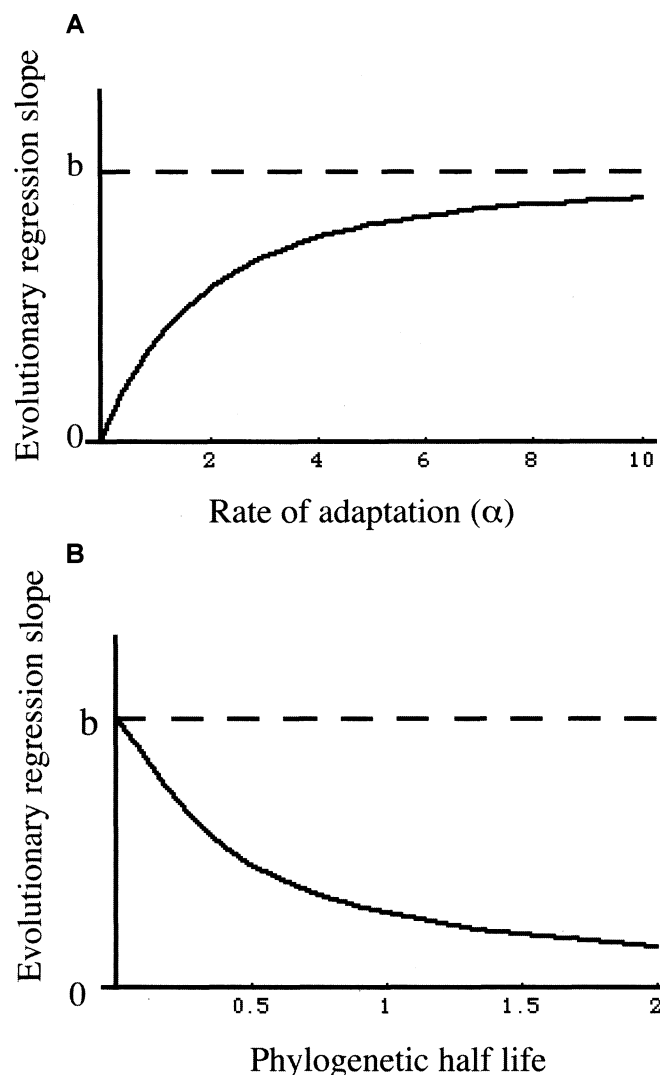 A
Evolutionary regression slope
b
0
2 4 6 8 10
Rate of adaptation (α)
B
Evolutionary regression slope
b
0
0.5 1 1.5 2
Phylogenetic half life